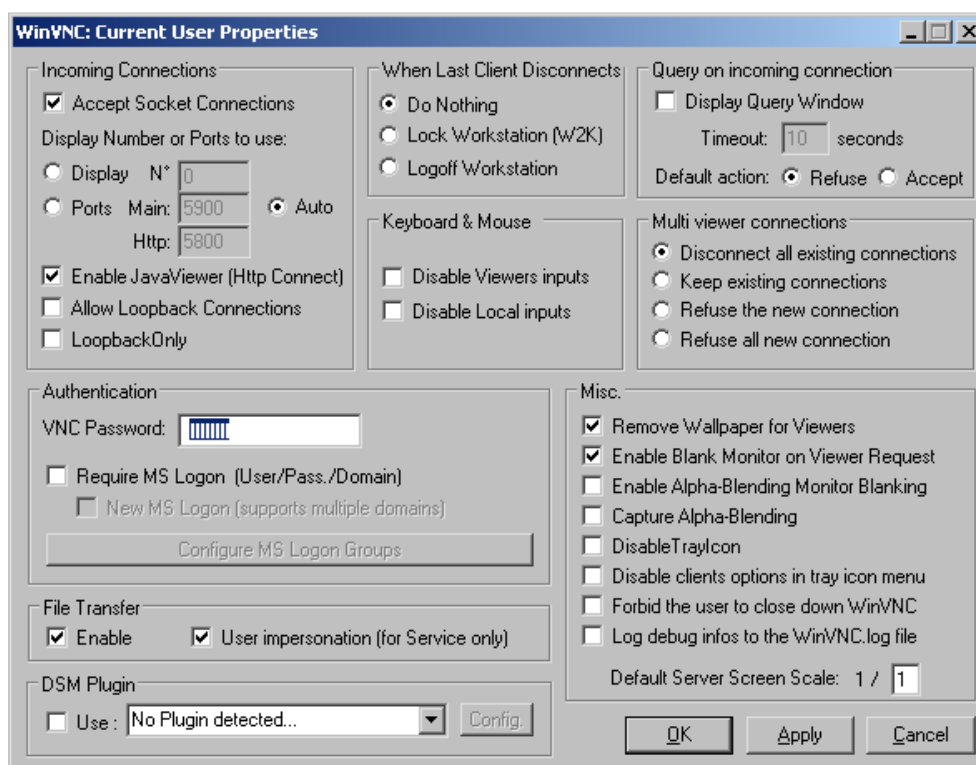 WinVNC: Current User Properties
Incoming Connections
Accept Socket Connections
Display Number or Ports to use:
Display N° 0
Ports Main: 5900 Auto
Http: 5800
Enable JavaViewer (Http Connect)
Allow Loopback Connections
LoopbackOnly
When Last Client Disconnects
Do Nothing
Lock Workstation (W2K)
Logoff Workstation
Keyboard & Mouse
Disable Viewers inputs
Disable Local inputs
Query on incoming connection
Display Query Window
Timeout: 10 seconds
Default action: Refuse Accept
Multi viewer connections
Disconnect all existing connections
Keep existing connections
Refuse the new connection
Refuse all new connection
Authentication
VNC Password:
Require MS Logon (User/Pass./Domain)
New MS Logon (supports multiple domains)
Configure MS Logon Groups
File Transfer
Enable User impersonation (for Service only)
DSM Plugin
Use : No Plugin detected... Config.
Misc.
Remove Wallpaper for Viewers
Enable Blank Monitor on Viewer Request
Enable Alpha-Blending Monitor Blanking
Capture Alpha-Blending
DisableTrayIcon
Disable clients options in tray icon menu
Forbid the user to close down WinVNC
Log debug infos to the WinVNC.log file
Default Server Screen Scale: 1 / 1
OK Apply Cancel